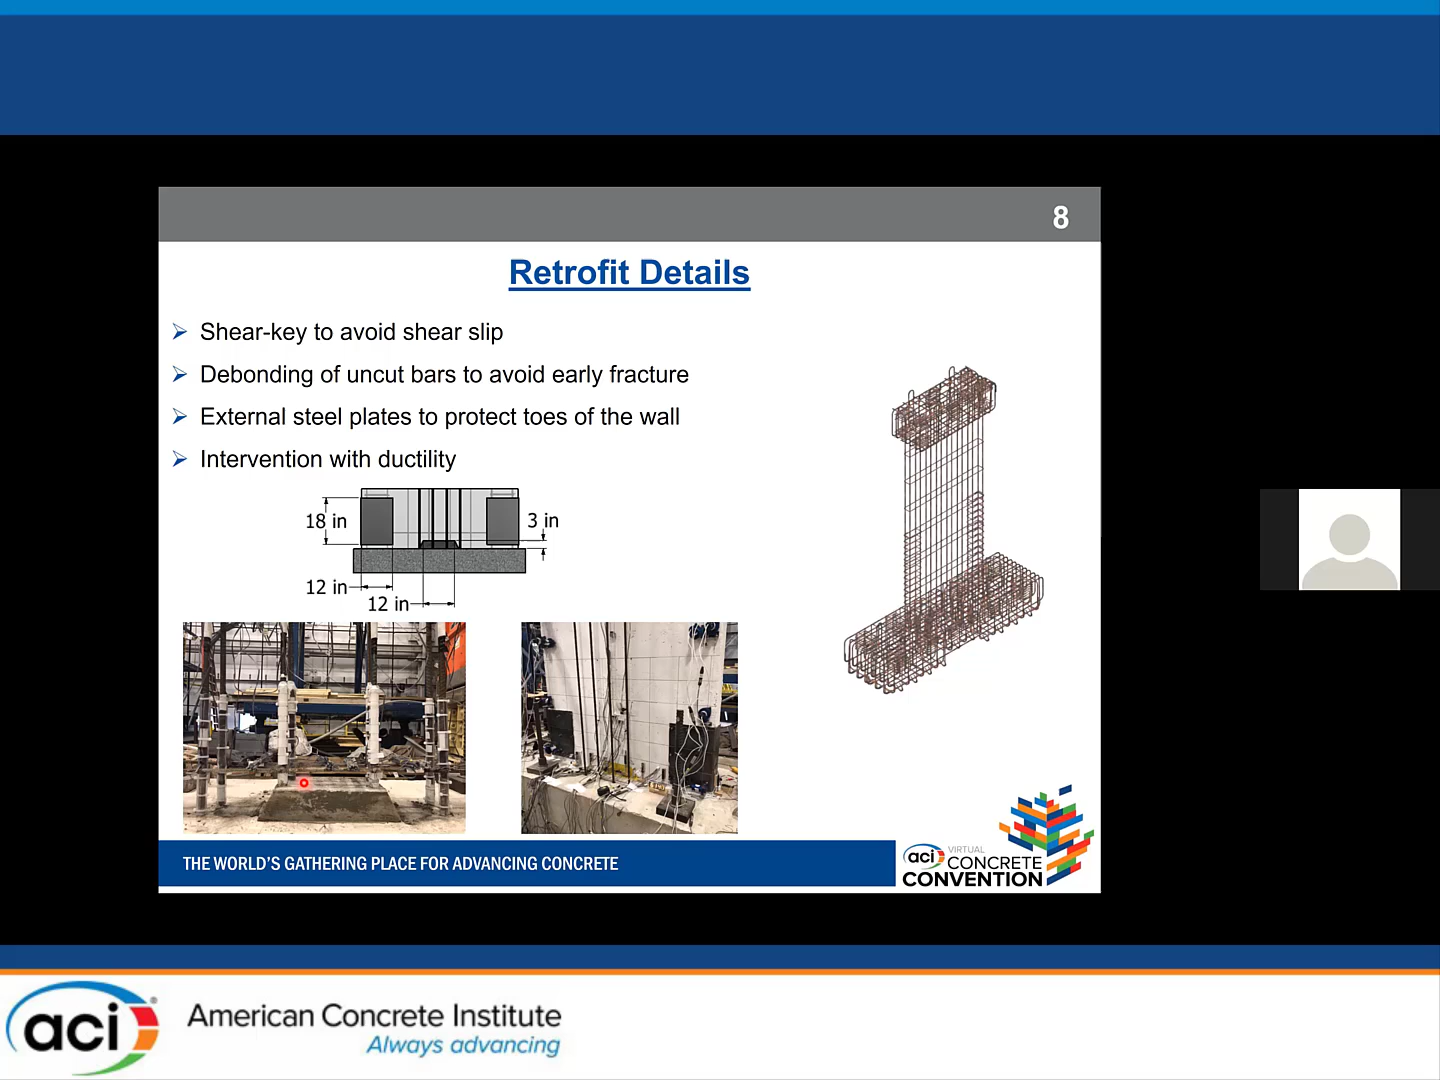 8
Retrofit Details
Shear-key to avoid shear slip
Debonding of uncut bars to avoid early fracture
External steel plates to protect toes of the wall
Intervention with ductility
18 in
3 in
12 in
12 in
THE WORLD'S GATHERING PLACE FOR ADVANCING CONCRETE
aci VIRTUAL
CONCRETE
CONVENTION
aci
American Concrete Institute
Always advancing